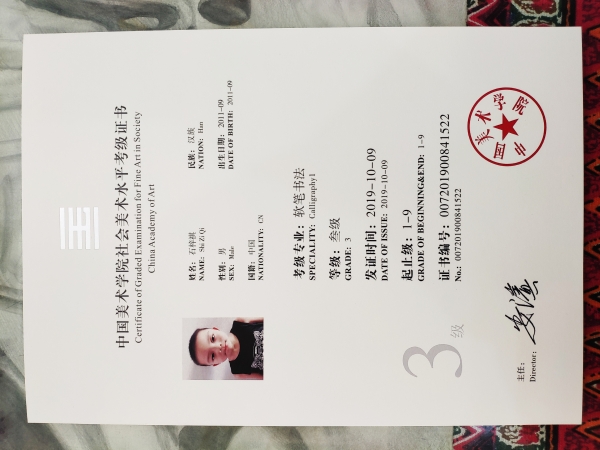 中国美术学院社会美术水平考级证书
Certificate of Graded Examination for Fine Art in Society
China Academy of Art
姓名：石梓祺 民族：汉族
NAME: Shi Zi Qi NATION: Han
性别：男 出生日期：2011-09
SEX: Male DATE OF BIRTH: 2011-09
国籍：中国
NATIONALITY: CN
考级专业：软笔书法
SPECIALITY: Calligraphy1
等级：叁级
GRADE: 3
发证时间：2019-10-09
DATE OF ISSUE: 2019-10-09
起止级：1-9
GRADE OF BEGINNING&END: 1-9
证书编号：007201900841522
No.: 007201900841522
3级
主任：
Director:
中国美术学院